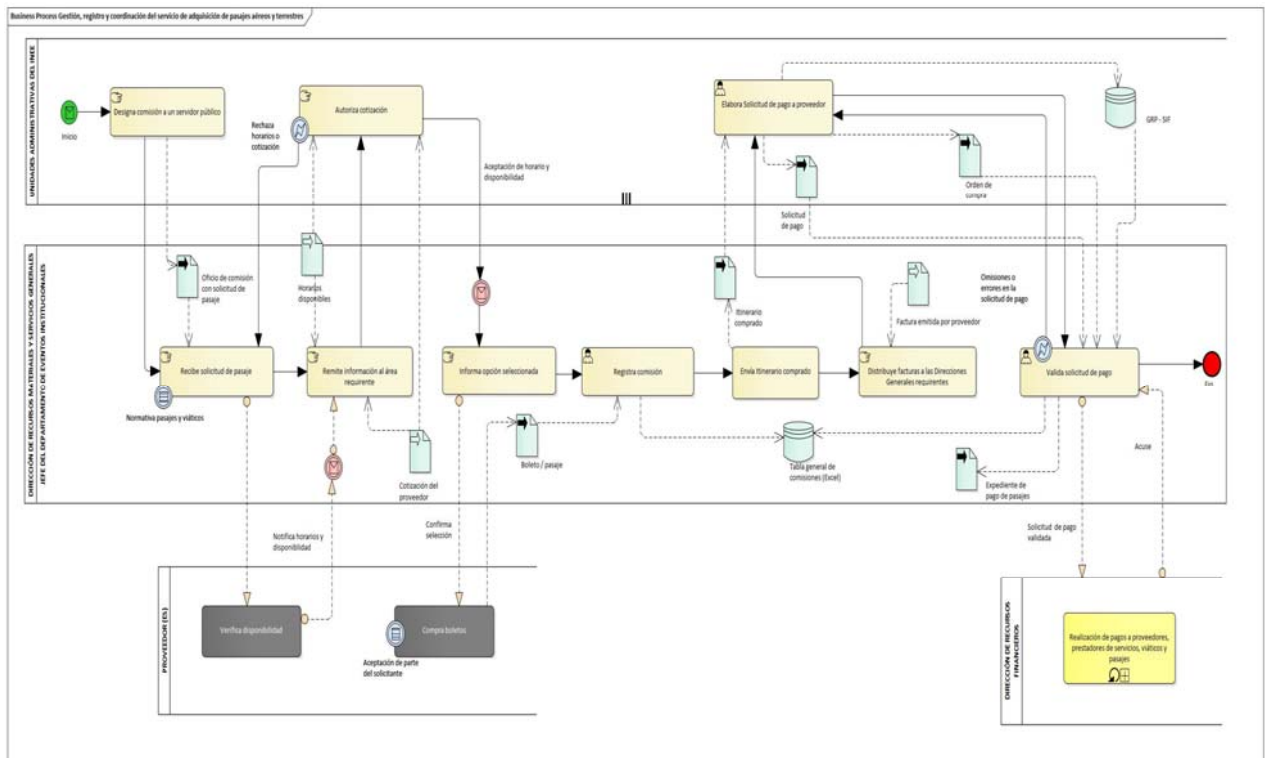 Business Process Gestión, registro y coordinación del servicio de adquisición de pasajes aéreos y terrestres
UNIDADES ADMINISTRATIVAS DEL INEE
Inicio
Designa comisión a un servidor público
Rechaza
horarios o
cotización
Autoriza cotización
Aceptación de horario y
disponibilidad
Elabora Solicitud de pago a proveedor
GRP - SIF
Solicitud
de pago
Orden de
compra
DIRECCIÓN DE RECURSOS MATERIALES Y SERVICIOS GENERALES
JEFE DEL DEPARTAMENTO DE EVENTOS INSTITUCIONALES
Oficio de comisión
con solicitud de
pasaje
Horarios
disponibles
Itinerario
comprado
Factura emitida por proveedor
Omisiones o
errores en la
solicitud de pago
Recibe solicitud de pasaje
Normativa pasajes y viáticos
Remite información al área
requirente
Informa opción seleccionada
Registra comisión
Envía Itinerario comprado
Distribuye facturas a las Direcciones
Generales requirentes
Valida solicitud de pago
Cotización del
proveedor
Boleto / pasaje
Tabla general de
comisiones (Excel)
Expediente de
pago de pasajes
Acuse
Notifica horarios y
disponiblidad
Confirma
selección
Solicitud de pago
validada
PROVEEDOR (ES)
Verifica disponibilidad
Compra boletos
Aceptación de parte
del solicitante
DIRECCIÓN DE RECURSOS
FINANCIEROS
Realización de pagos a proveedores,
prestadores de servicios, viáticos y
pasajes